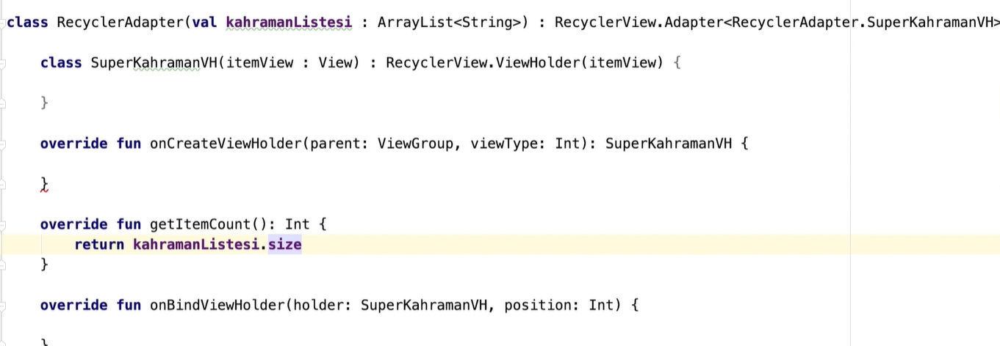 class RecyclerAdapter(val kahramanListesi : ArrayList<String>) : RecyclerView.Adapter<RecyclerAdapter.SuperKahramanVH>
class SuperKahramanVH(itemView : View) : RecyclerView.ViewHolder(itemView) {
}
override fun onCreateViewHolder(parent: ViewGroup, viewType: Int): SuperKahramanVH {
}
override fun getItemCount(): Int {
return kahramanListesi.size
}
override fun onBindViewHolder(holder: SuperKahramanVH, position: Int) {
}